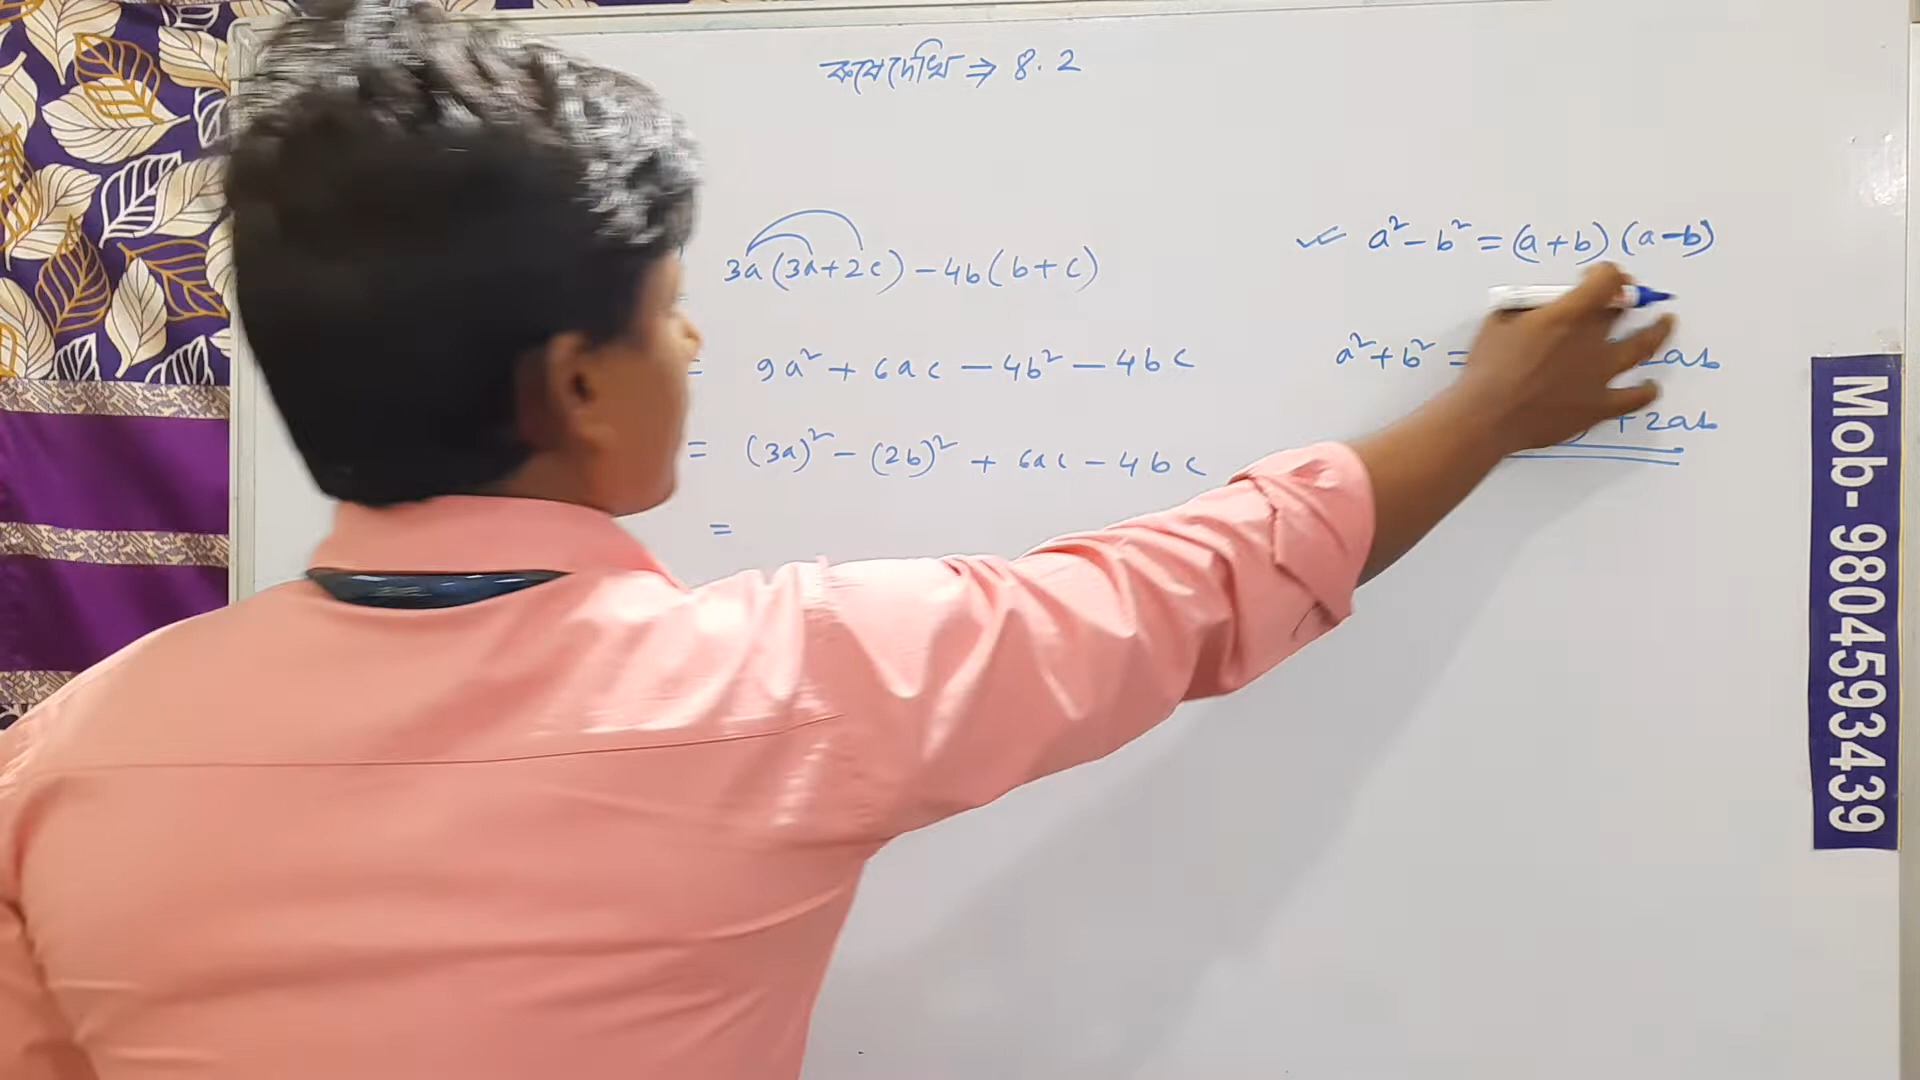 কষে দেখি ⇒ 8.2
3a(3a+2c) - 4b(b+c)
= 9a² + 6ac - 4b² - 4bc
= (3a)² - (2b)² + 6ac - 4bc
=
a² - b² = (a+b)(a-b)
a² + b² = 2ab
+ 2ab
Mob- 9804593439